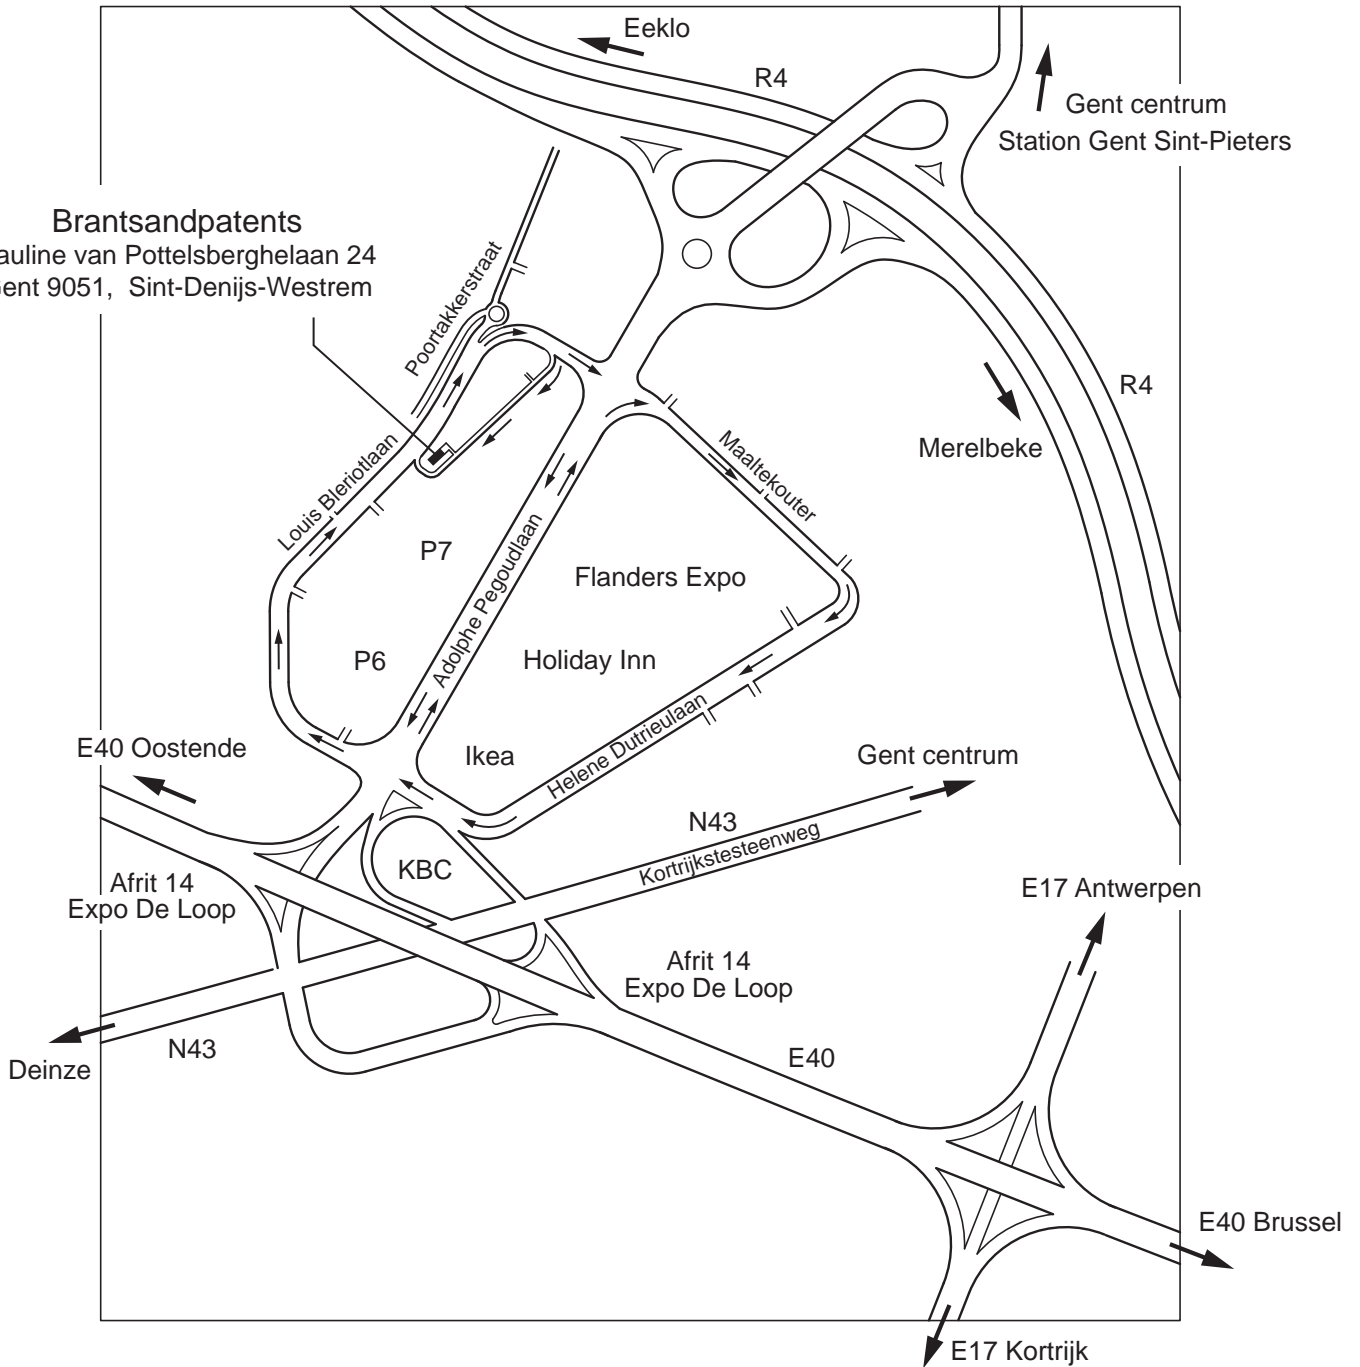 Eeklo
R4
Gent centrum
Station Gent Sint-Pieters
Brantsandpatents
auline van Pottelsberghelaan 24
ent 9051, Sint-Denijs-Westrem
Poortakkerstraat
R4
Merelbeke
Maaltekouter
Louis Bleriotlaan
P7
Adolphe Pegoudlaan
Flanders Expo
P6
Holiday Inn
Helene Dutrieulaan
E40 Oostende
Ikea
Gent centrum
N43
Kortrijkstesteenweg
KBC
Afrit 14
Expo De Loop
E17 Antwerpen
Afrit 14
Expo De Loop
N43
Deinze
E40
E40 Brussel
E17 Kortrijk